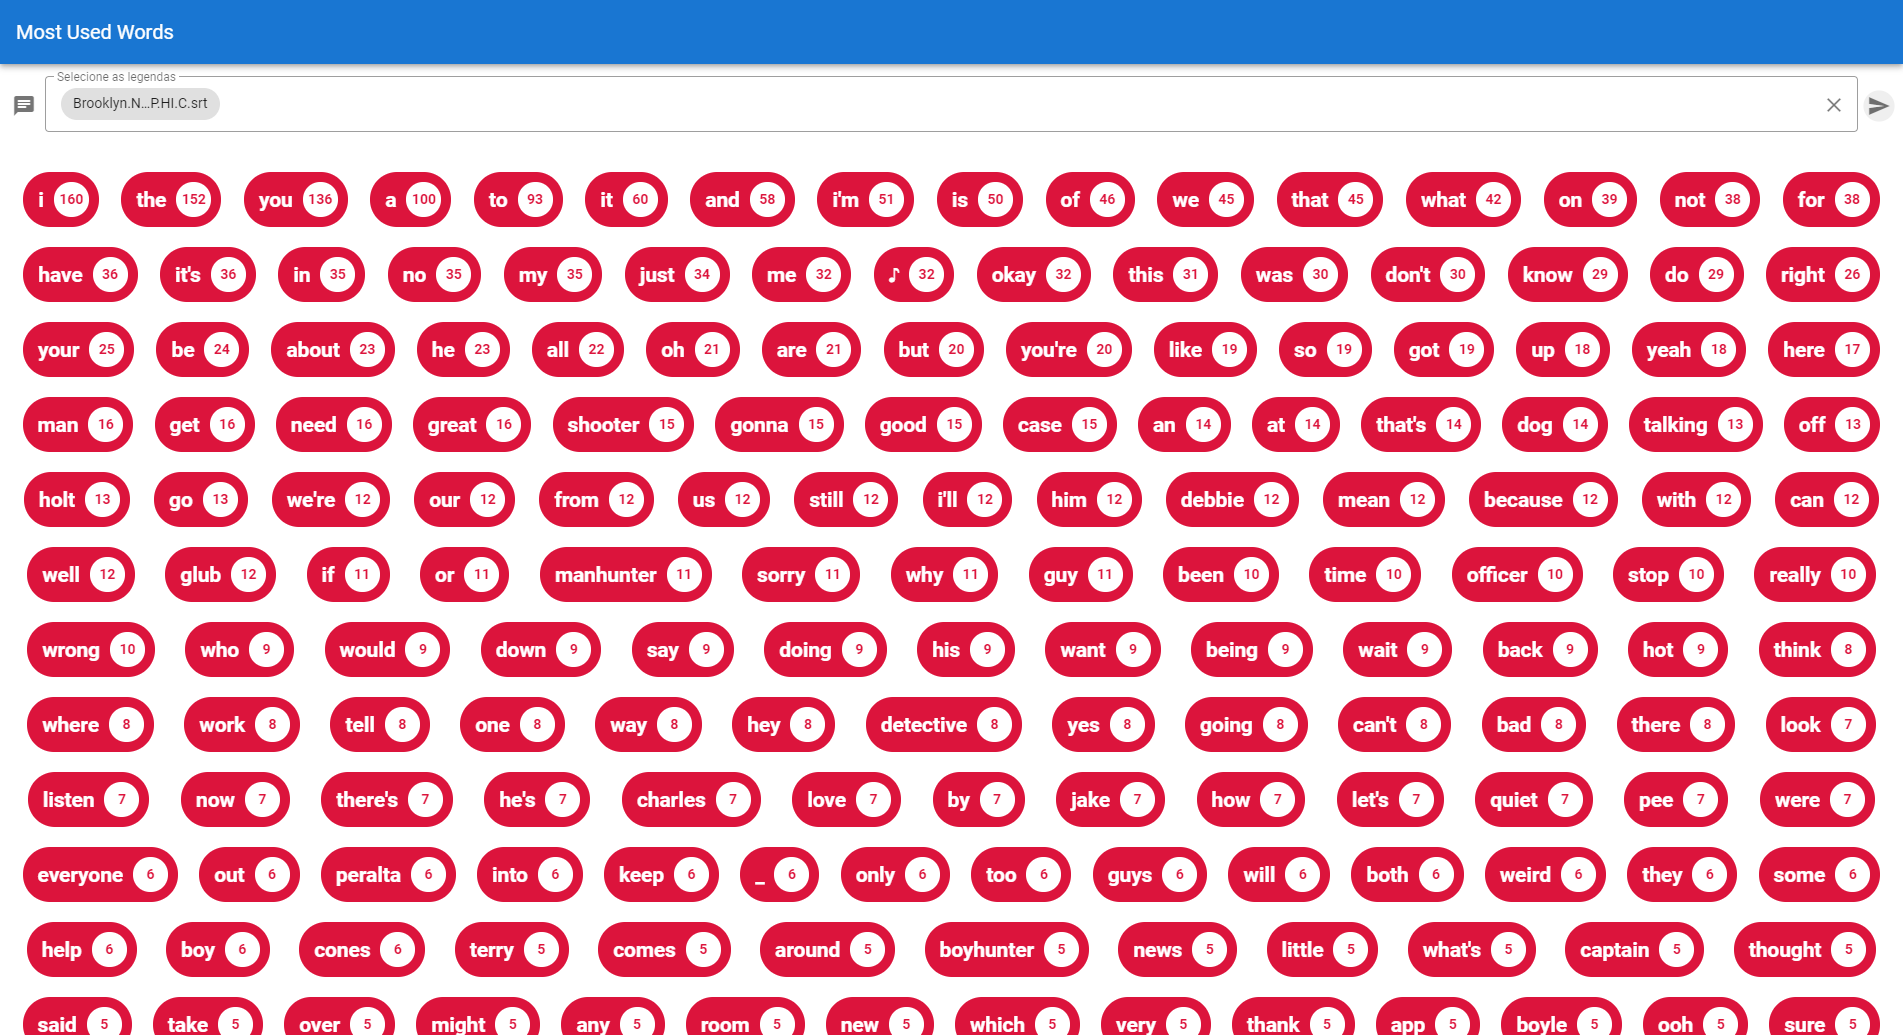 Most Used Words
Selecione as legendas
Brooklyn.N...P.HI.C.srt
i 160 the 152 you 136 a 100 to 93 it 60 and 58 i'm 51 is 50 of 46 we 45 that 45 what 42 on 39 not 38 for 38
have 36 it's 36 in 35 no 35 my 35 just 34 me 32 ♪ 32 okay 32 this 31 was 30 don't 30 know 29 do 29 right 26
your 25 be 24 about 23 he 23 all 22 oh 21 are 21 but 20 you're 20 like 19 so 19 got 19 up 18 yeah 18 here 17
man 16 get 16 need 16 great 16 shooter 15 gonna 15 good 15 case 15 an 14 at 14 that's 14 dog 14 talking 13 off 13
holt 13 go 13 we're 12 our 12 from 12 us 12 still 12 i'll 12 him 12 debbie 12 mean 12 because 12 with 12 can 12
well 12 glub 12 if 11 or 11 manhunter 11 sorry 11 why 11 guy 11 been 10 time 10 officer 10 stop 10 really 10
wrong 10 who 9 would 9 down 9 say 9 doing 9 his 9 want 9 being 9 wait 9 back 9 hot 9 think 8
where 8 work 8 tell 8 one 8 way 8 hey 8 detective 8 yes 8 going 8 can't 8 bad 8 there 8 look 7
listen 7 now 7 there's 7 he's 7 charles 7 love 7 by 7 jake 7 how 7 let's 7 quiet 7 pee 7 were 7
everyone 6 out 6 peralta 6 into 6 keep 6 _ 6 only 6 too 6 guys 6 will 6 both 6 weird 6 they 6 some 6
help 6 boy 6 cones 6 terry 5 comes 5 around 5 boyhunter 5 news 5 little 5 what's 5 captain 5 thought 5
said 5 take 5 over 5 might 5 any 5 room 5 new 5 which 5 very 5 thank 5 app 5 boyle 5 ooh 5 sure 5